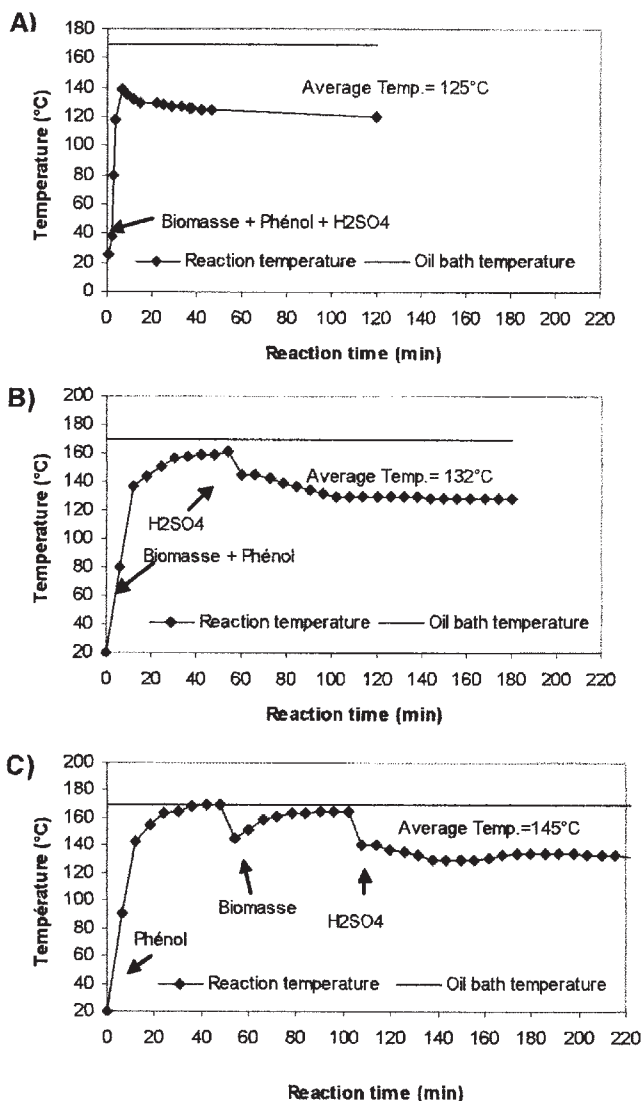 A)
180
160
140
120
100
80
60
40
20
0
Temperature (°C)
Average Temp.= 125°C
Biomasse + Phénol + H2SO4
Reaction temperature
Oil bath temperature
0 20 40 60 80 100 120 140 160 180 200 220
Reaction time (min)
B)
200
180
160
140
120
100
80
60
40
20
Temperature (°C)
Average Temp.= 132°C
H2SO4
Biomasse + Phénol
Reaction temperature
Oil bath temperature
0 20 40 60 80 100 120 140 160 180 200 220
Reaction time (min)
C)
200
180
160
140
120
100
80
60
40
20
Température (°C)
Average Temp.=145°C
Biomasse
H2SO4
Phénol
Reaction temperature
Oil bath temperature
0 20 40 60 80 100 120 140 160 180 200 220
Reaction time (min)